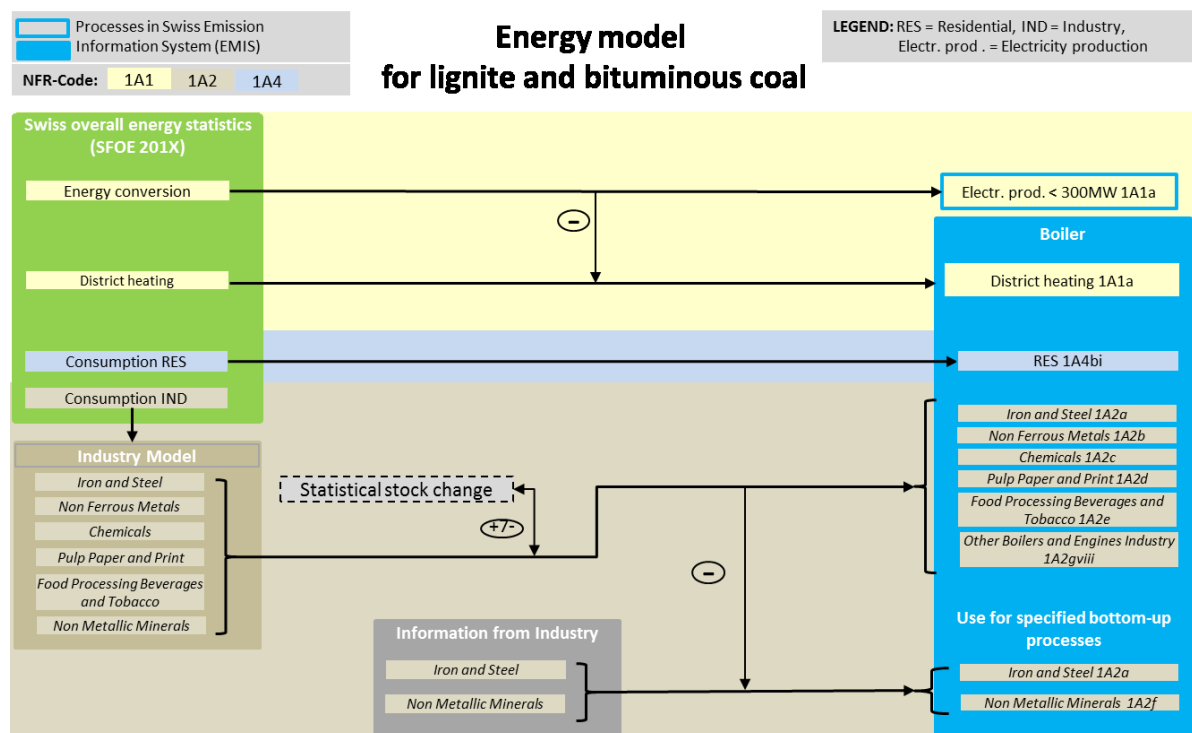 Processes in Swiss Emission
Information System (EMIS)
NFR-Code: 1A1 1A2 1A4
Energy model
for lignite and bituminous coal
LEGEND: RES = Residential, IND = Industry,
Electr. prod . = Electricity production
Swiss overall energy statistics
(SFOE 201X)
Energy conversion
Electr. prod. < 300MW 1A1a
–
Boiler
District heating
District heating 1A1a
Consumption RES
RES 1A4bi
Consumption IND
Industry Model
Iron and Steel
Non Ferrous Metals
Chemicals
Pulp Paper and Print
Food Processing Beverages
and Tobacco
Non Metallic Minerals
Statistical stock change
+7-
–
Iron and Steel 1A2a
Non Ferrous Metals 1A2b
Chemicals 1A2c
Pulp Paper and Print 1A2d
Food Processing Beverages and
Tobacco 1A2e
Other Boilers and Engines Industry
1A2gviii
Information from Industry
Iron and Steel
Non Metallic Minerals
Use for specified bottom-up
processes
Iron and Steel 1A2a
Non Metallic Minerals 1A2f